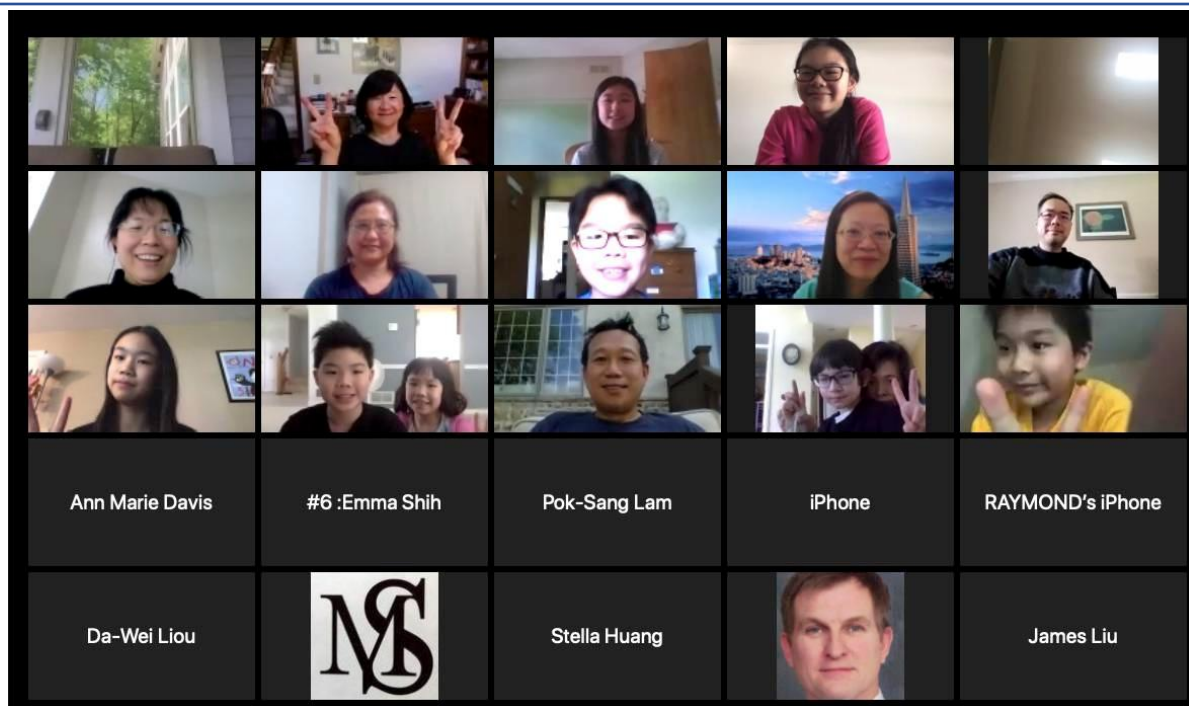 Ann Marie Davis
#6 :Emma Shih
Pok-Sang Lam
iPhone
RAYMOND's iPhone
Da-Wei Liou
MS
Stella Huang
James Liu